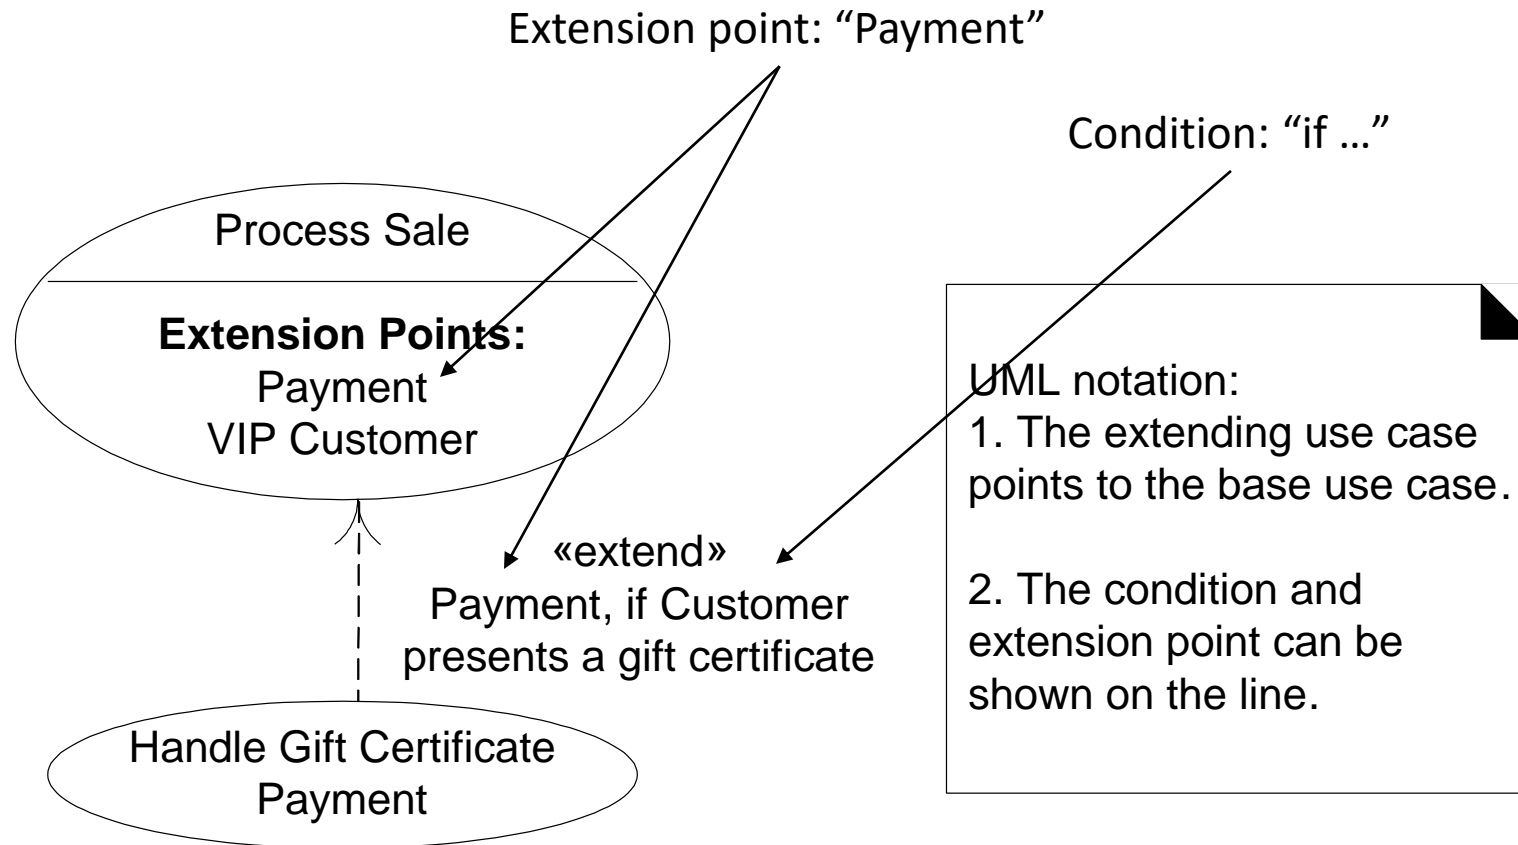 Extension point: “Payment”
Condition: “if …”
Process Sale
Extension Points:
Payment
VIP Customer
«extend»
Payment, if Customer
presents a gift certificate
Handle Gift Certificate
Payment
UML notation:
1. The extending use case
points to the base use case.
2. The condition and
extension point can be
shown on the line.